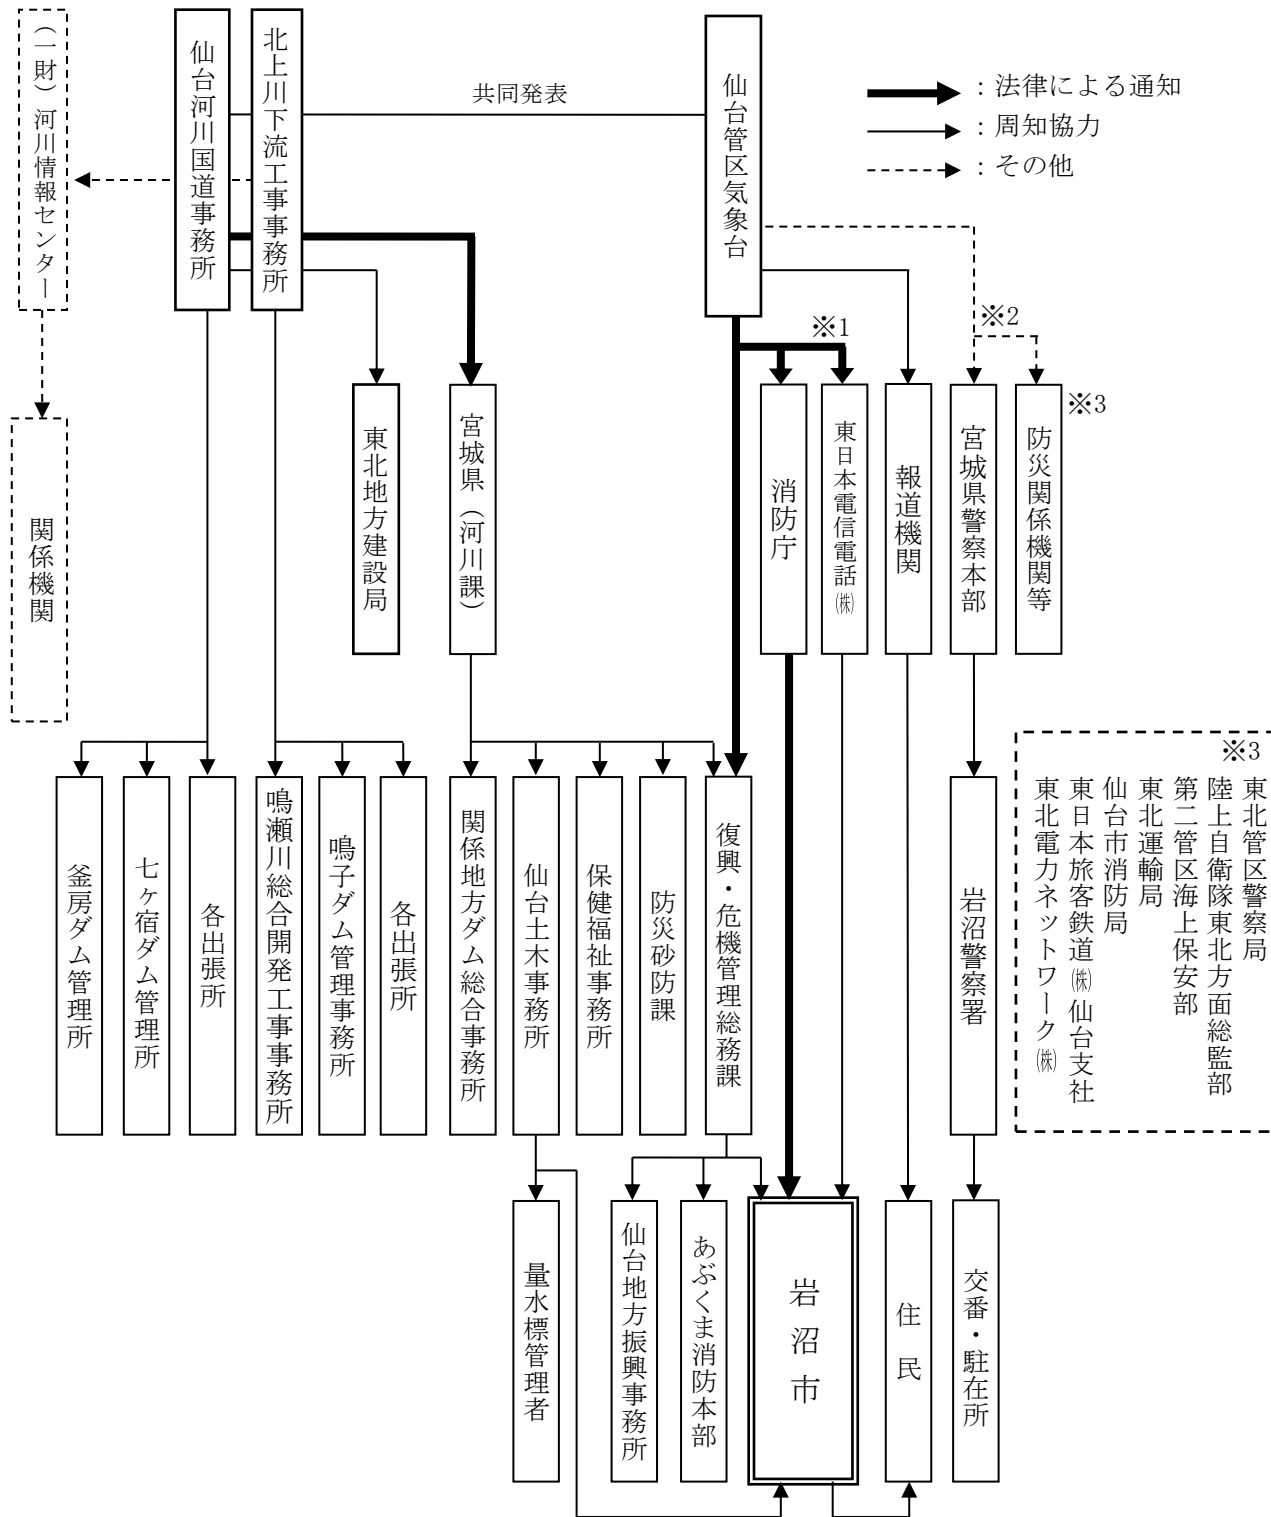 （一財）河川情報センター
仙台河川国道事務所
北上川下流工事事務所
共同発表
仙台管区気象台
：法律による通知
：周知協力
：その他
※1
※2
※3
関係機関
東北地方建設局
宮城県（河川課）
消防庁
東日本電信電話㈱
報道機関
宮城県警察本部
防災関係機関等
釜房ダム管理所
七ケ宿ダム管理所
各出張所
鳴瀬川総合開発工事事務所
鳴子ダム管理事務所
各出張所
関係地方ダム総合事務所
仙台土木事務所
保健福祉事務所
防災砂防課
復興・危機管理総務課
岩沼警察署
※3
東北管区警察局
陸上自衛隊東北方面総監部
第二管区海上保安部
東北運輸局
仙台市消防局
東日本旅客鉄道㈱仙台支社
東北電力ネットワーク㈱
量水標管理者
仙台地方振興事務所
あぶくま消防本部
岩沼市
住民
交番・駐在所